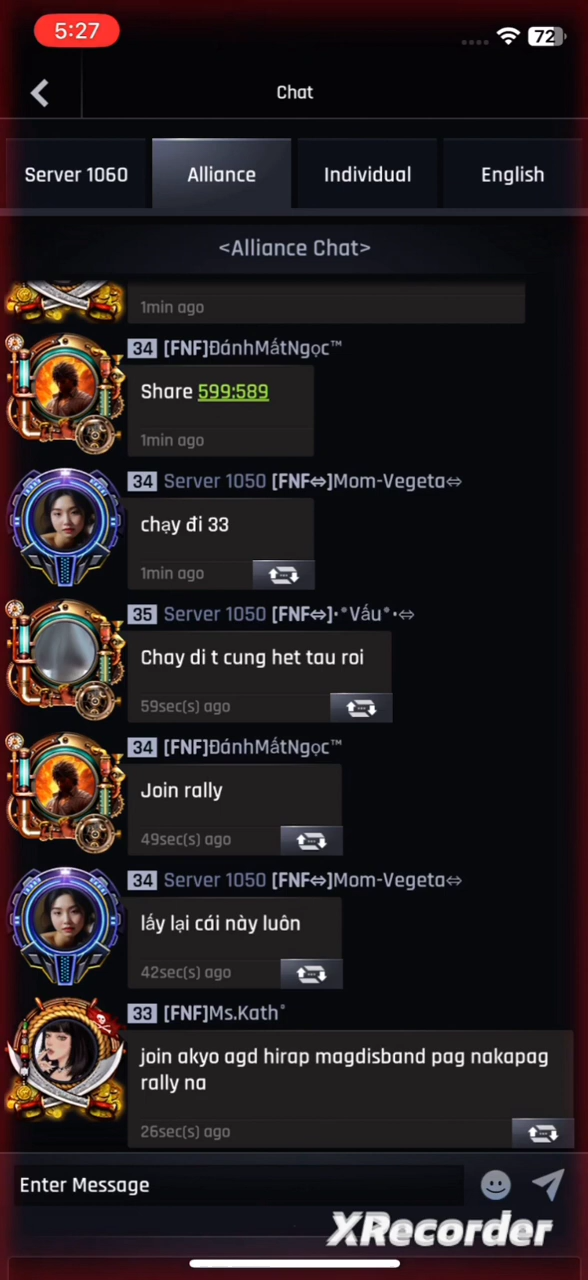 5:27
72
Chat
Server 1060
Alliance
Individual
English
<Alliance Chat>
1min ago
34 [FNF]ĐánhMấtNgọc™
Share 599:589
1min ago
34 Server 1050 [FNF⇔]Mom-Vegeta⇔
chạy đi 33
1min ago
35 Server 1050 [FNF⇔]•°Vấu°•⇔
Chay di t cung het tau roi
59sec(s) ago
34 [FNF]ĐánhMấtNgọc™
Join rally
49sec(s) ago
34 Server 1050 [FNF⇔]Mom-Vegeta⇔
lấy lại cái này luôn
42sec(s) ago
33 [FNF]Ms.Kath°
join akyo agd hirap magdisband pag nakapag
rally na
26sec(s) ago
Enter Message
XRecorder